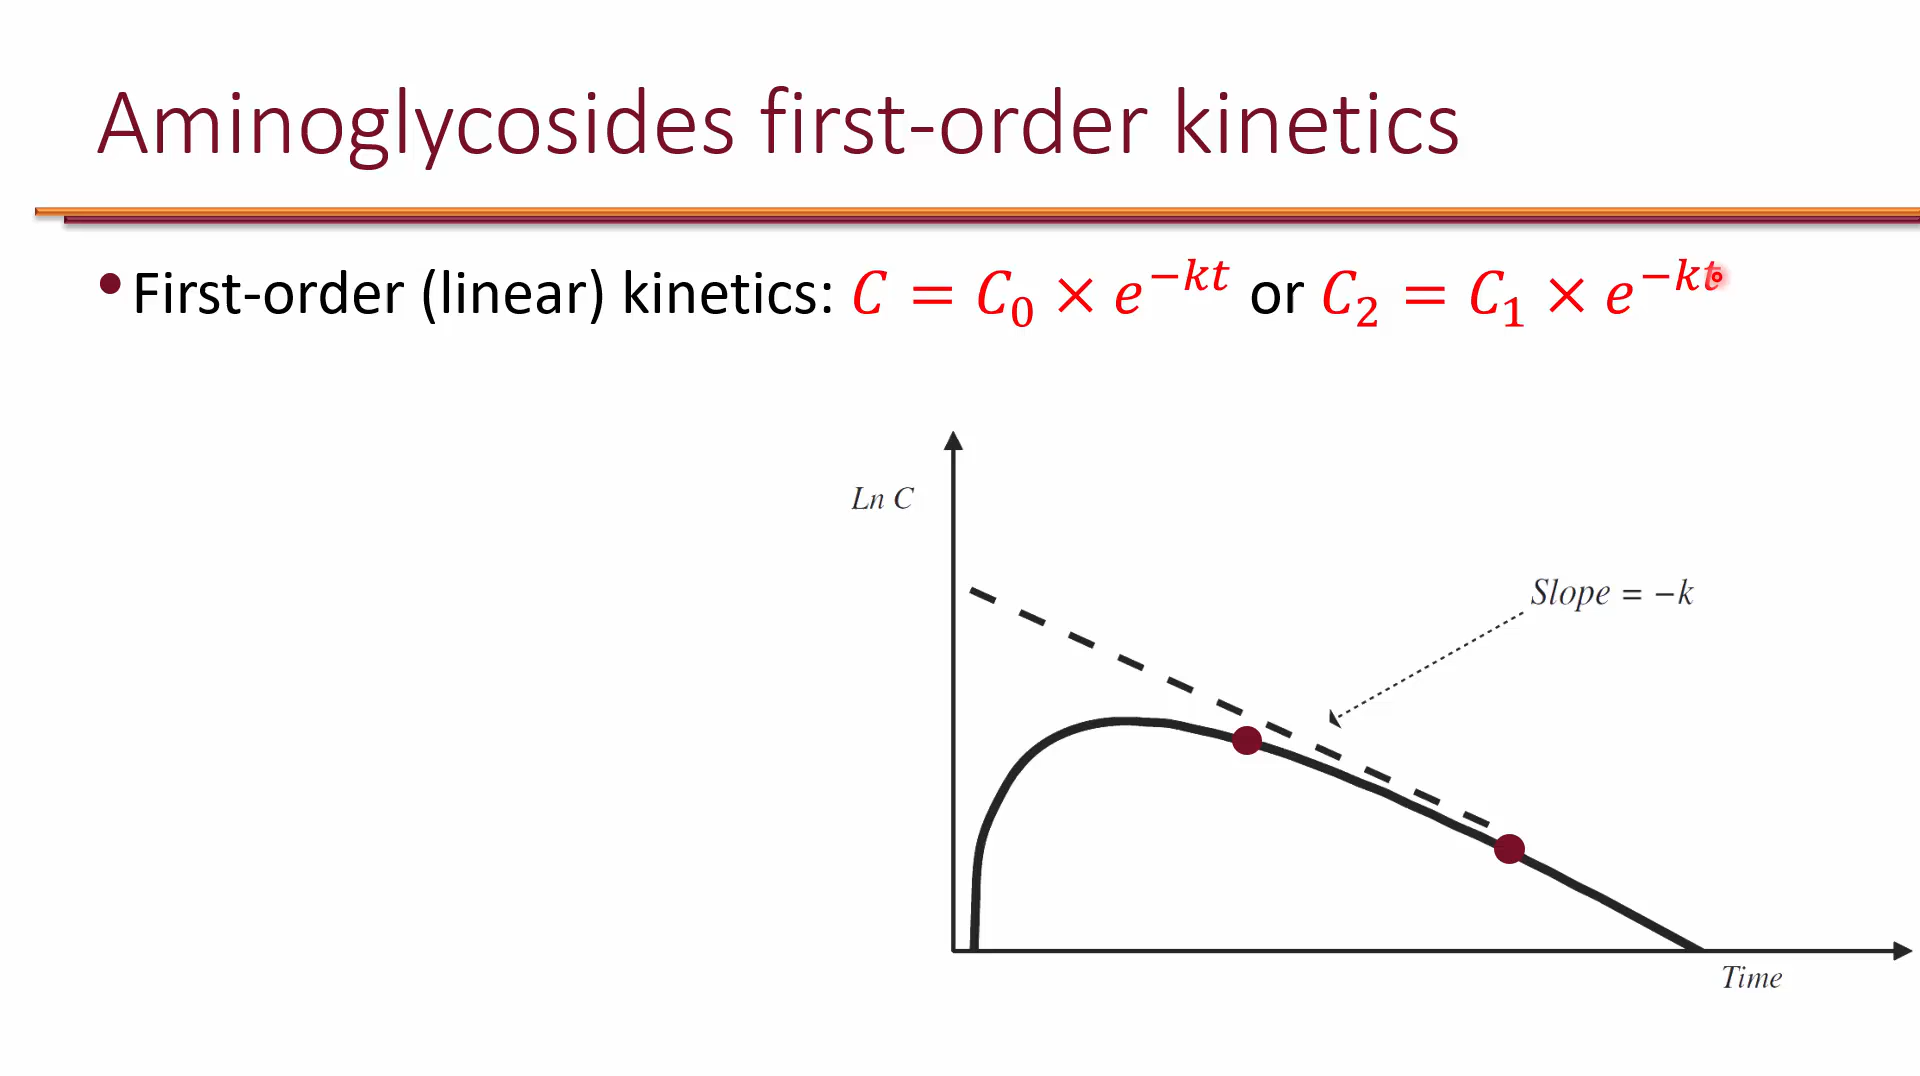 Aminoglycosides first-order kinetics
•First-order (linear) kinetics: C = C₀ × e^{−kt} or C₂ = C₁ × e^{−kt}
Ln C
Slope = −k
Time